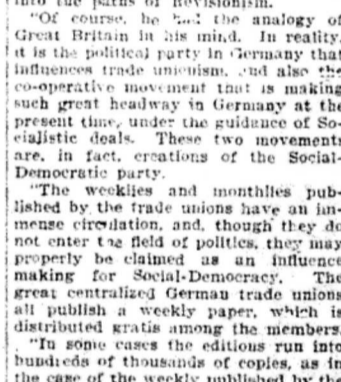 into the paths of Revisionism.
"Of course, he had the analogy of
Great Britain in his mind. In reality,
it is the political party in Germany that
influences trade unionism, and also the
co-operative movement that is making
such great headway in Germany at the
present time, under the guidance of So-
cialistic deals. These two movements
are, in fact, creations of the Social-
Democratic party.
"The weeklies and monthlies pub-
lished by the trade unions have an im-
mense circulation, and, though they do
not enter the field of politics, they may
properly be claimed as an influence
making for Social-Democracy. The
great centralized German trade unions
all publish a weekly paper, which is
distributed gratis among the members.
"In some cases the editions run into
hundreds of thousands of copies, as in
the case of the weekly published by the